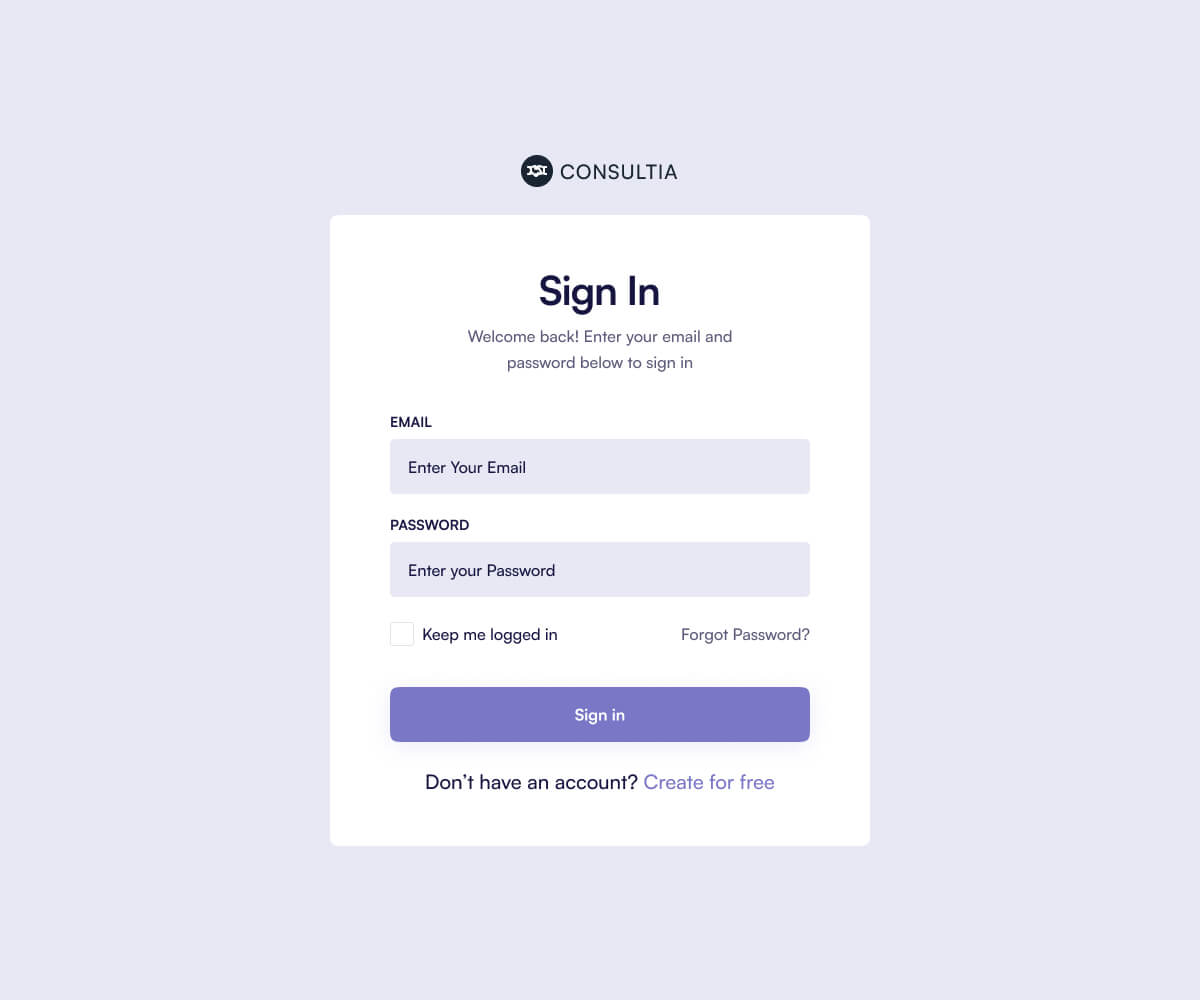 CONSULTIA
Sign In
Welcome back! Enter your email and
password below to sign in
EMAIL
Enter Your Email
PASSWORD
Enter your Password
Keep me logged in Forgot Password?
Sign in
Don’t have an account? Create for free